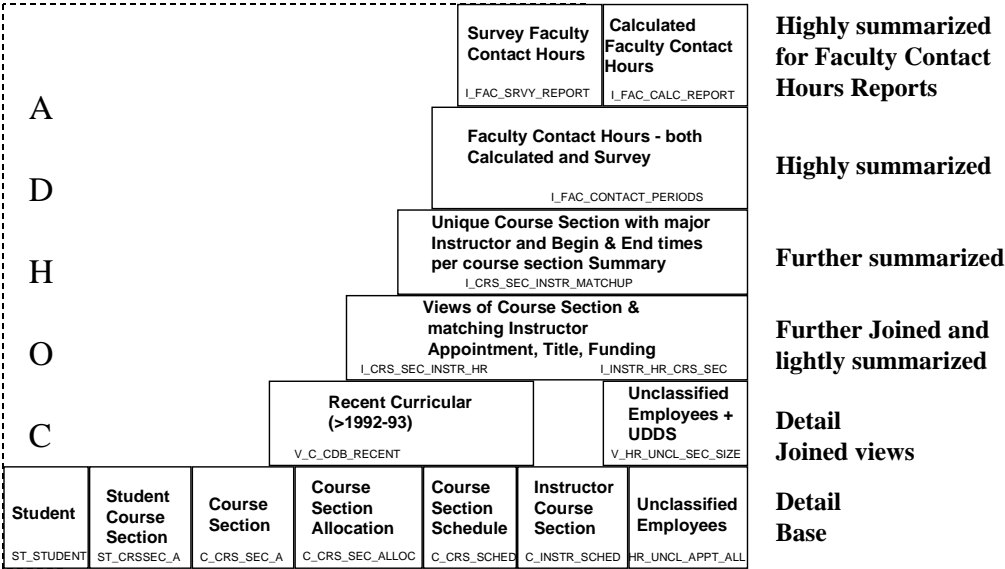 Survey Faculty
Contact Hours
I_FAC_SRVY_REPORT
Calculated
Faculty Contact
Hours
I_FAC_CALC_REPORT
Highly summarized
for Faculty Contact
Hours Reports
A
Faculty Contact Hours - both
Calculated and Survey
I_FAC_CONTACT_PERIODS
Highly summarized
D
Unique Course Section with major
Instructor and Begin & End times
per course section Summary
I_CRS_SEC_INSTR_MATCHUP
Further summarized
H
Views of Course Section &
matching Instructor
Appointment, Title, Funding
I_CRS_SEC_INSTR_HR
I_INSTR_HR_CRS_SEC
Further Joined and
lightly summarized
O
Recent Curricular
(>1992-93)
V_C_CDB_RECENT
Unclassified
Employees +
UDDS
V_HR_UNCL_SEC_SIZE
Detail
Joined views
C
Student
ST_STUDENT
Student
Course
Section
ST_CRSSEC_A
Course
Section
C_CRS_SEC_A
Course
Section
Allocation
C_CRS_SEC_ALLOC
Course
Section
Schedule
C_CRS_SCHED
Instructor
Course
Section
C_INSTR_SCHED
Unclassified
Employees
HR_UNCL_APPT_ALL
Detail
Base